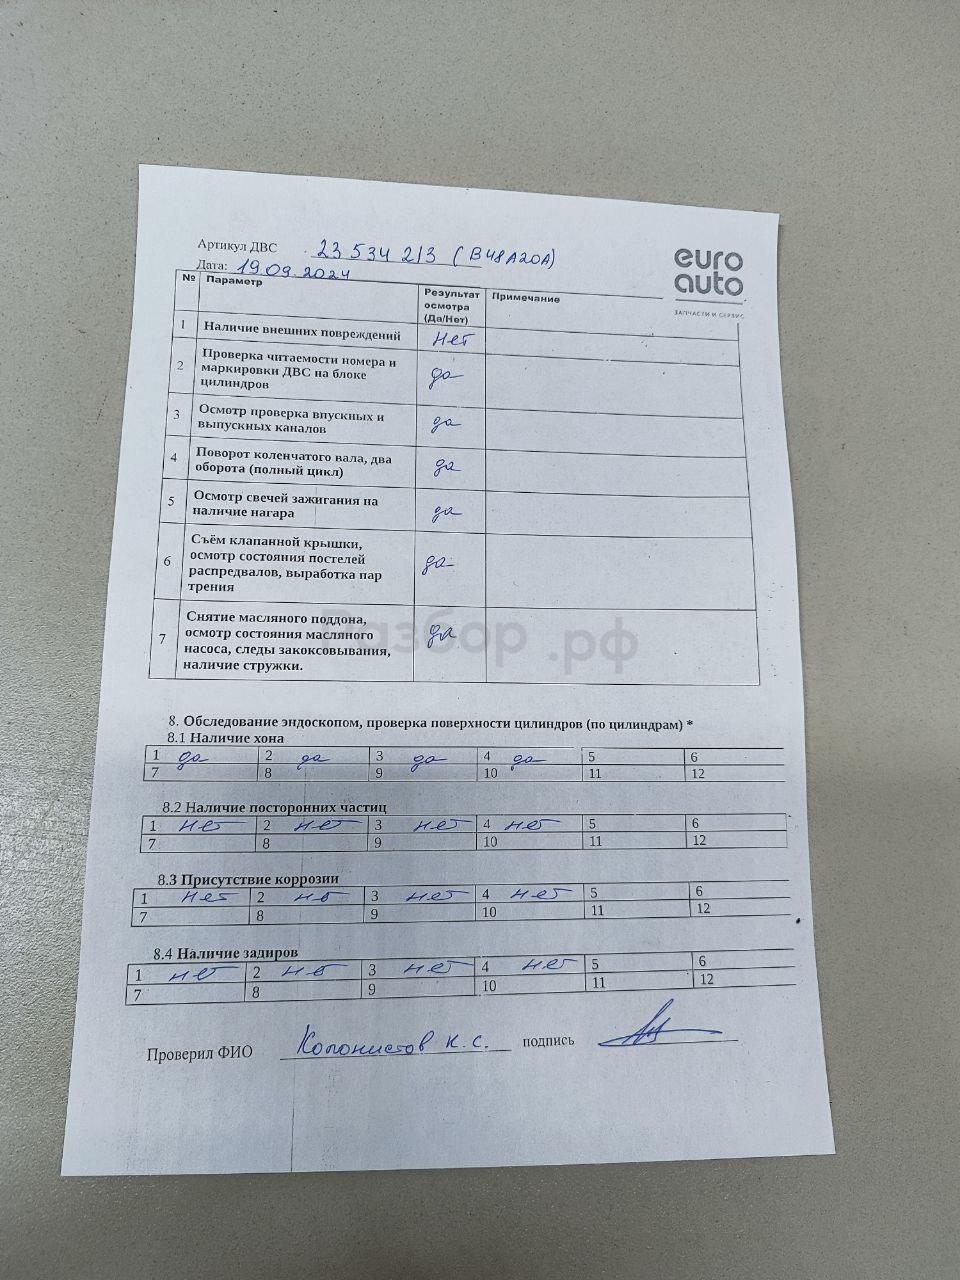 Артикул ДВС 23 534 213 (B48A20A)
Дата: 19.09.2024
euro
auto
ЗАПЧАСТИ И СЕРВИС
№ Параметр Результат осмотра (Да/Нет) Примечание
1 Наличие внешних повреждений нет
2 Проверка читаемости номера и
маркировки ДВС на блоке
цилиндров да
3 Осмотр проверка впускных и
выпускных каналов да
4 Поворот коленчатого вала, два
оборота (полный цикл) да
5 Осмотр свечей зажигания на
наличие нагара да
6 Съём клапанной крышки,
осмотр состояния постелей
распредвалов, выработка пар
трения да
7 Снятие масляного поддона,
осмотр состояния масляного
насоса, следы закоксовывания,
наличие стружки. да
Разбор.рф
8. Обследование эндоскопом, проверка поверхности цилиндров (по цилиндрам) *
8.1 Наличие хона
1 да 2 да 3 да 4 да 5 6
7 8 9 10 11 12
8.2 Наличие посторонних частиц
1 нет 2 нет 3 нет 4 нет 5 6
7 8 9 10 11 12
8.3 Присутствие коррозии
1 нет 2 нет 3 нет 4 нет 5 6
7 8 9 10 11 12
8.4 Наличие задиров
1 нет 2 нет 3 нет 4 нет 5 6
7 8 9 10 11 12
Проверил ФИО Колонистов К.С. подпись